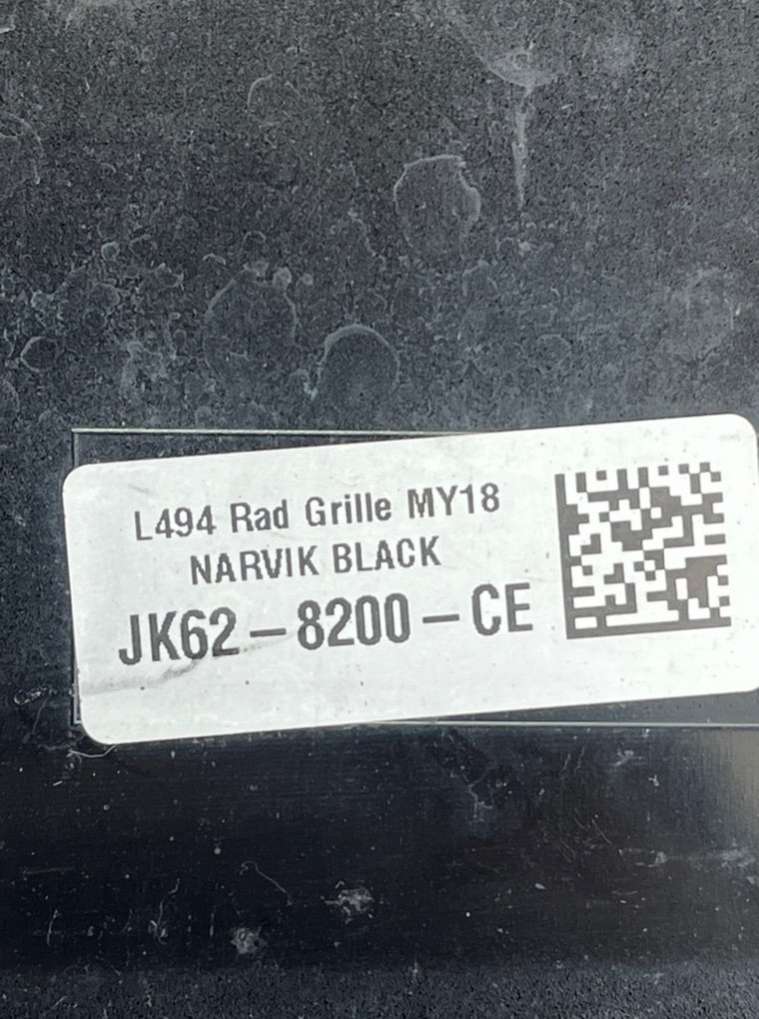 L494 Rad Grille MY18
NARVIK BLACK
JK62-8200-CE